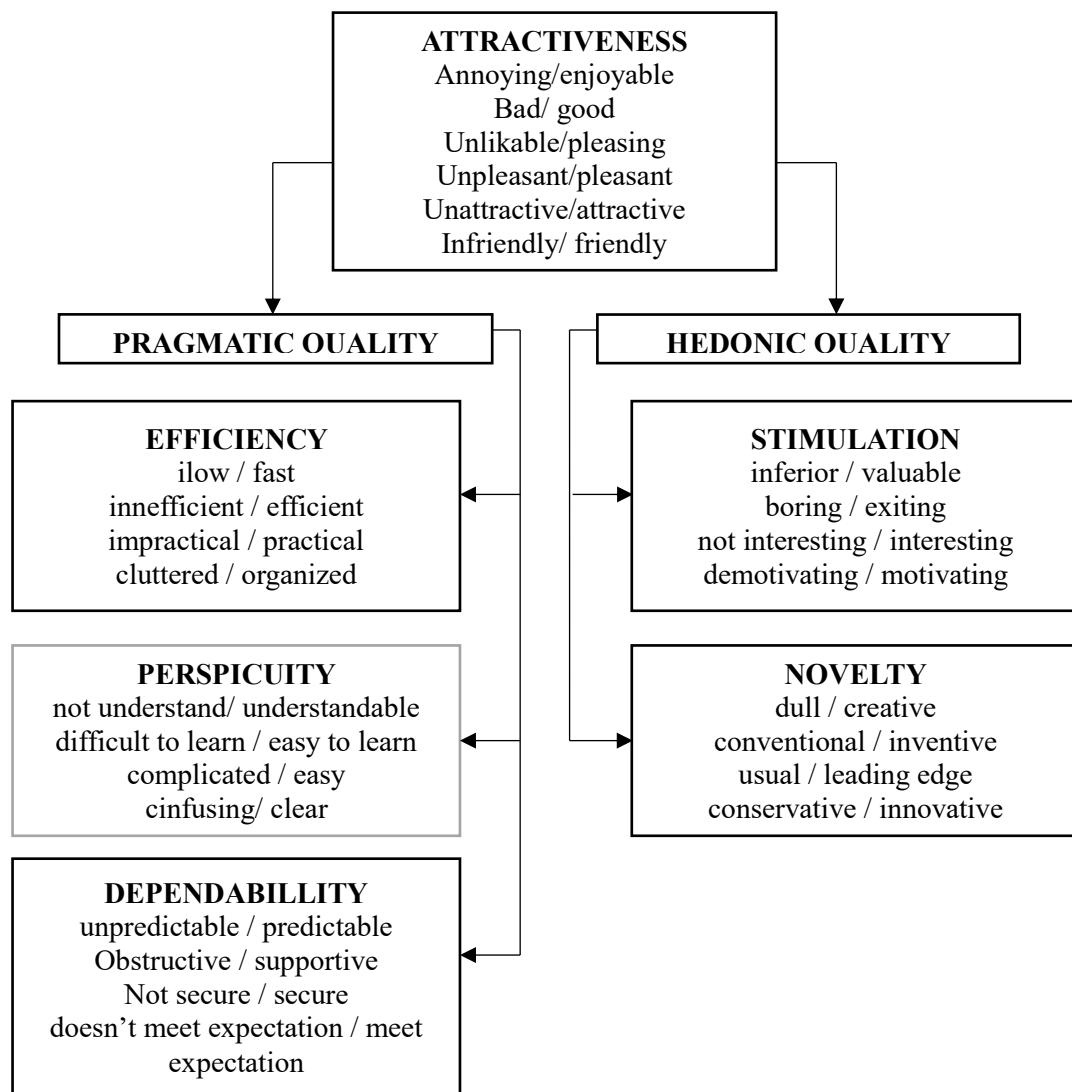 ATTRACTIVENESS
Annoying/enjoyable
Bad/ good
Unlikable/pleasing
Unpleasant/pleasant
Unattractive/attractive
Infriendly/ friendly
PRAGMATIC QUALITY
HEDONIC QUALITY
EFFICIENCY
ilow / fast
innefficient / efficient
impractical / practical
cluttered / organized
STIMULATION
inferior / valuable
boring / exiting
not interesting / interesting
demotivating / motivating
PERSPICUITY
not understand/ understandable
difficult to learn / easy to learn
complicated / easy
cinfusing/ clear
NOVELTY
dull / creative
conventional / inventive
usual / leading edge
conservative / innovative
DEPENDABILLITY
unpredictable / predictable
Obstructive / supportive
Not secure / secure
doesn’t meet expectation / meet
expectation